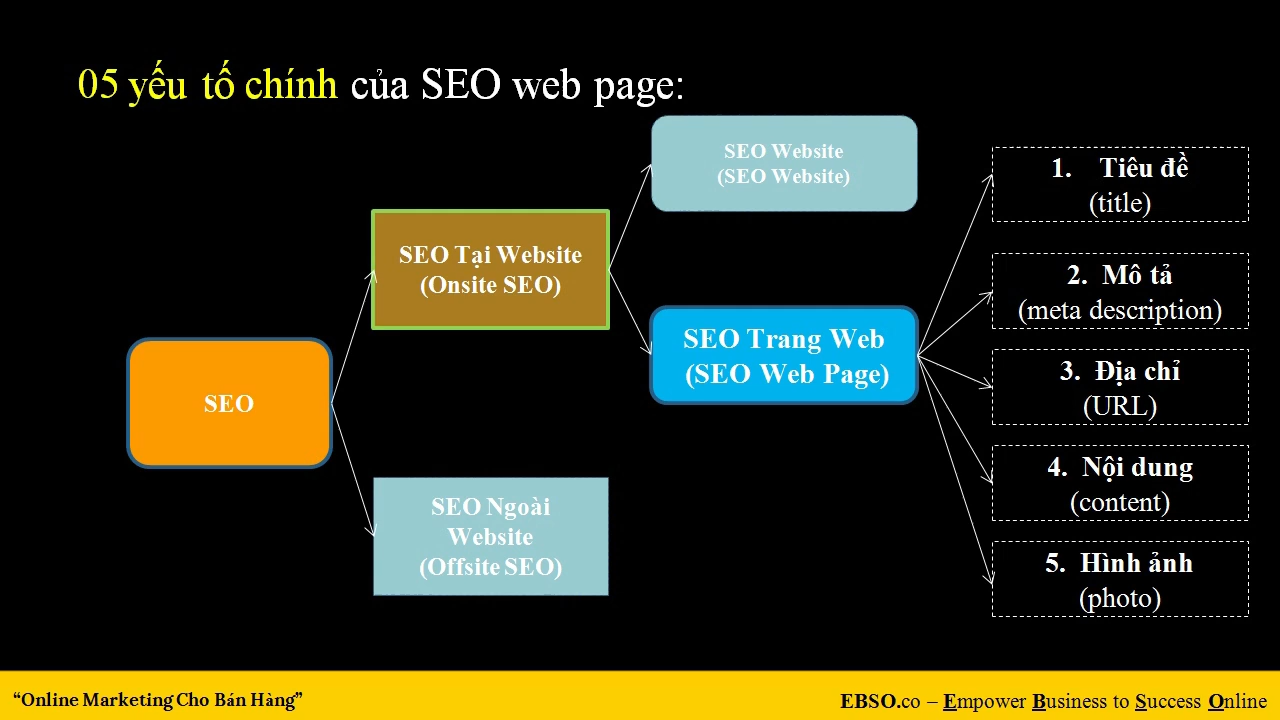 05 yếu tố chính của SEO web page:
SEO
SEO Tại Website
(Onsite SEO)
SEO Ngoài
Website
(Offsite SEO)
SEO Website
(SEO Website)
SEO Trang Web
(SEO Web Page)
1. Tiêu đề
(title)
2. Mô tả
(meta description)
3. Địa chỉ
(URL)
4. Nội dung
(content)
5. Hình ảnh
(photo)
“Online Marketing Cho Bán Hàng”
EBSO.co – Empower Business to Success Online